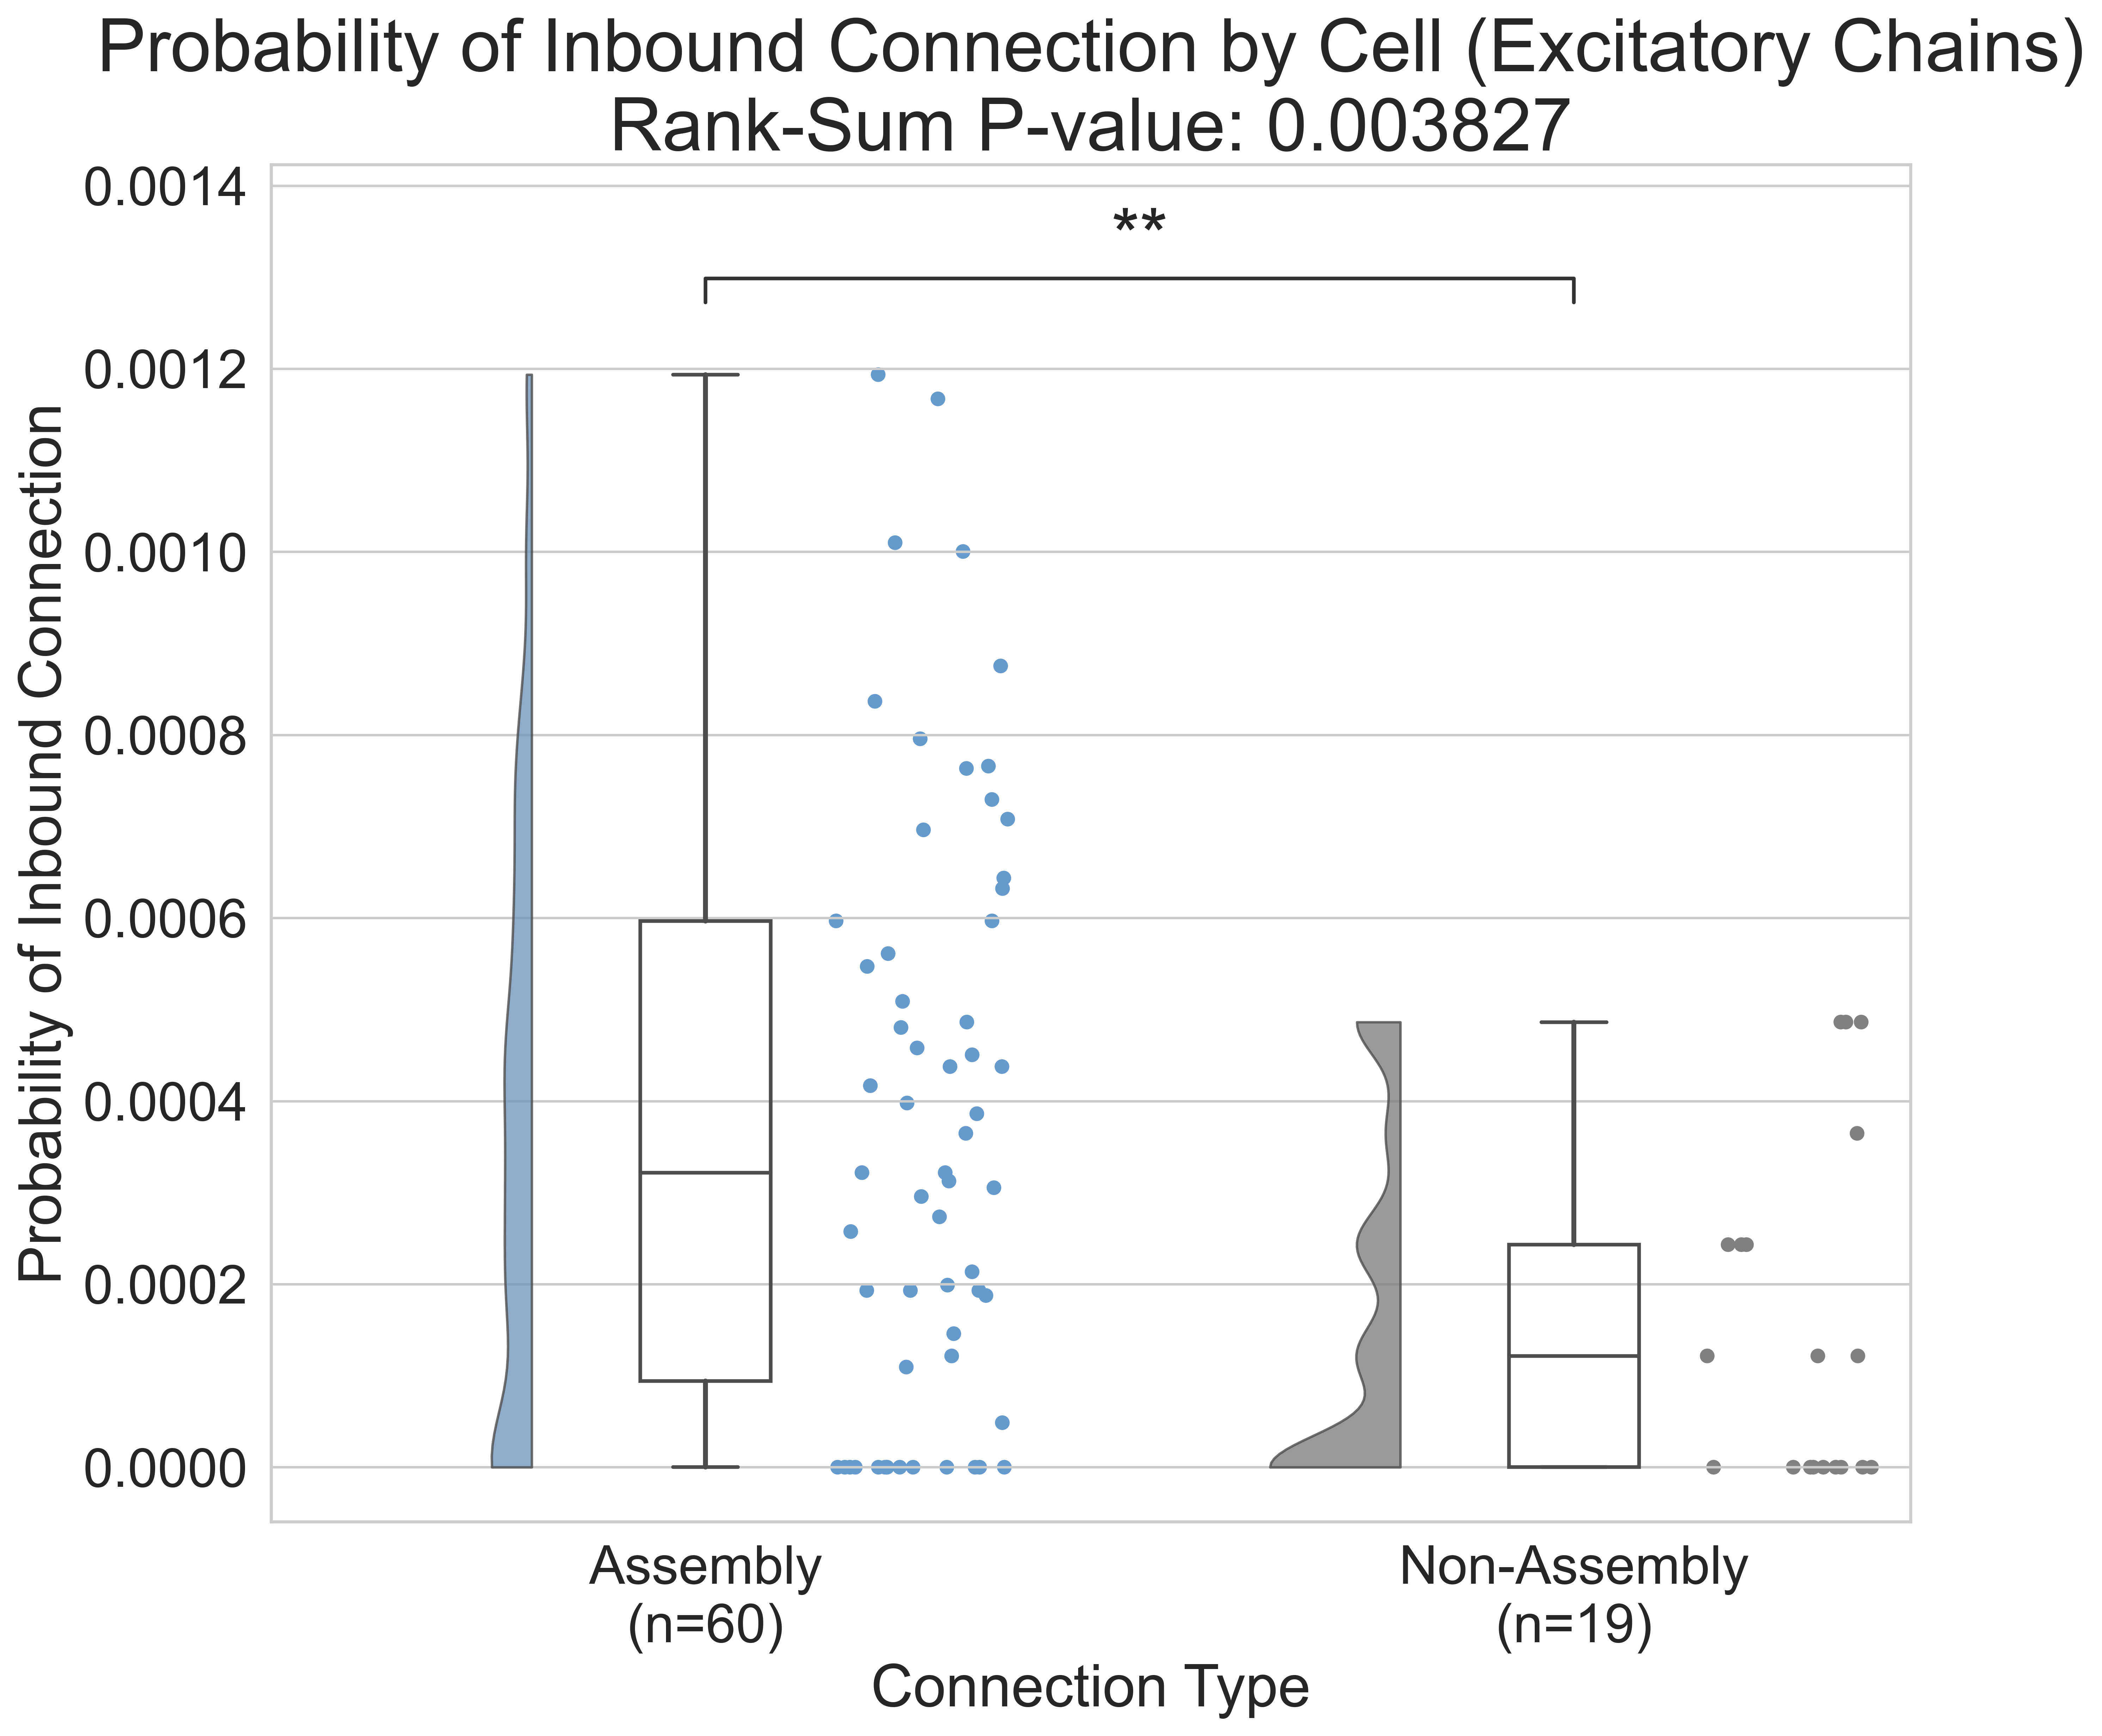 Probability of Inbound Connection by Cell (Excitatory Chains)
Rank-Sum P-value: 0.003827
0.0014
**
0.0012
0.0010
0.0008
0.0006
0.0004
0.0002
0.0000
Probability of Inbound Connection
Assembly
(n=60)
Non-Assembly
(n=19)
Connection Type